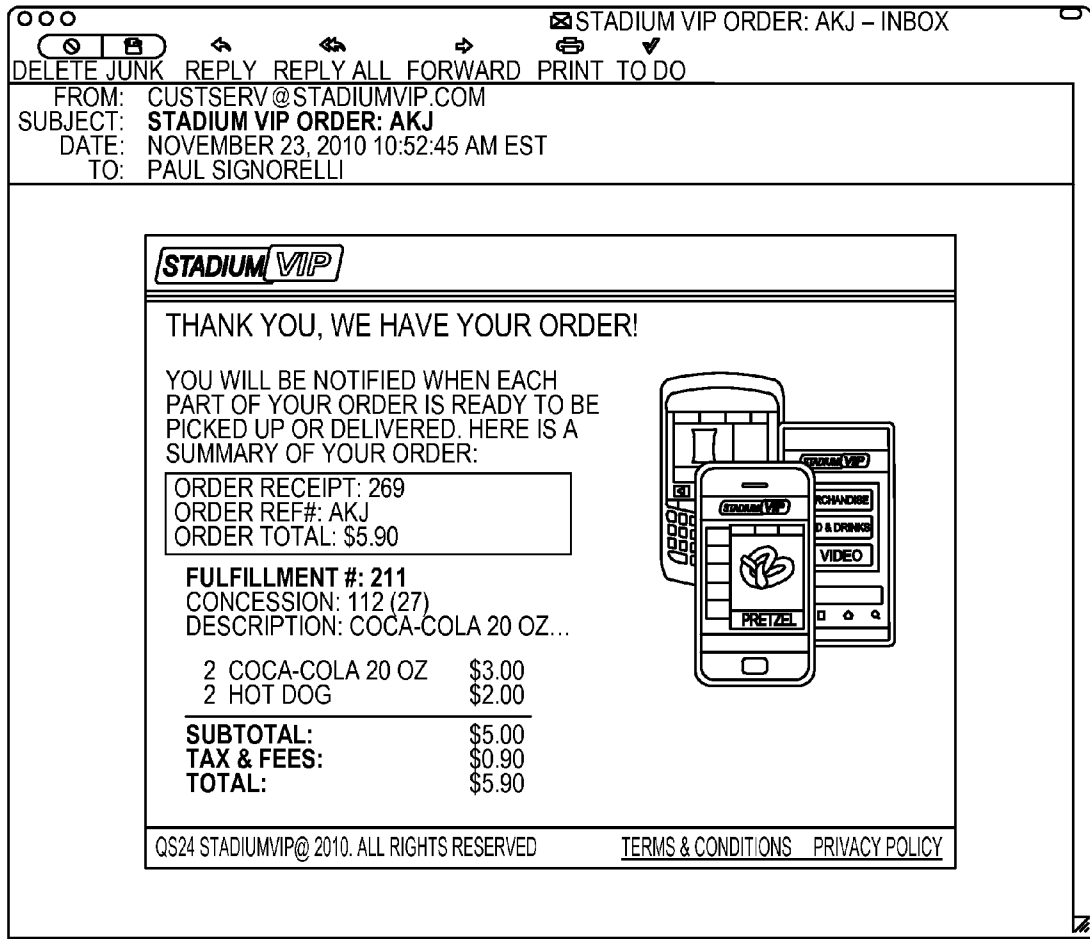 STADIUM VIP ORDER: AKJ – INBOX
DELETE JUNK REPLY REPLY ALL FORWARD PRINT TO DO
FROM: CUSTSERV@STADIUMVIP.COM
SUBJECT: STADIUM VIP ORDER: AKJ
DATE: NOVEMBER 23, 2010 10:52:45 AM EST
TO: PAUL SIGNORELLI
STADIUM VIP
THANK YOU, WE HAVE YOUR ORDER!
YOU WILL BE NOTIFIED WHEN EACH
PART OF YOUR ORDER IS READY TO BE
PICKED UP OR DELIVERED. HERE IS A
SUMMARY OF YOUR ORDER:
ORDER RECEIPT: 269
ORDER REF#: AKJ
ORDER TOTAL: $5.90
FULFILLMENT #: 211
CONCESSION: 112 (27)
DESCRIPTION: COCA-COLA 20 OZ...
2 COCA-COLA 20 OZ $3.00
2 HOT DOG $2.00
SUBTOTAL: $5.00
TAX & FEES: $0.90
TOTAL: $5.90
STADIUM VIP
RCHANDISE
D & DRINKS
VIDEO
STADIUM VIP
PRETZEL
QS24 STADIUMVIP@ 2010. ALL RIGHTS RESERVED TERMS & CONDITIONS PRIVACY POLICY